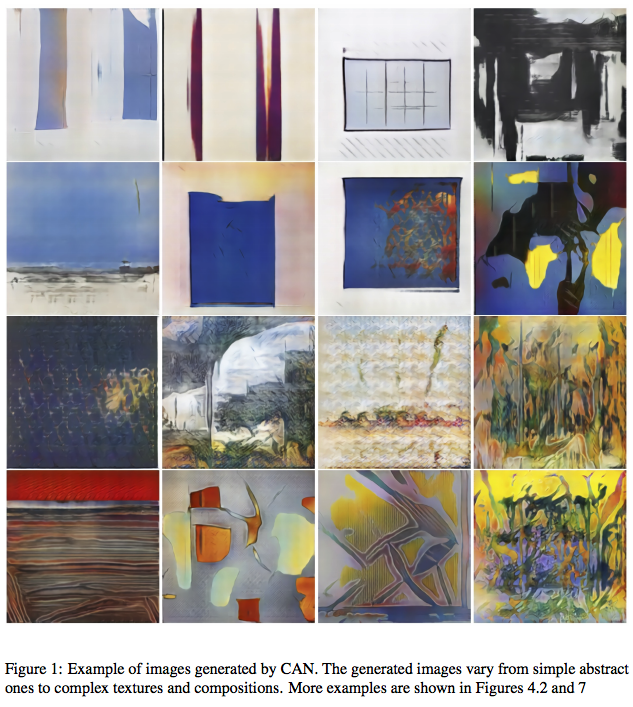 Figure 1: Example of images generated by CAN. The generated images vary from simple abstract
ones to complex textures and compositions. More examples are shown in Figures 4.2 and 7